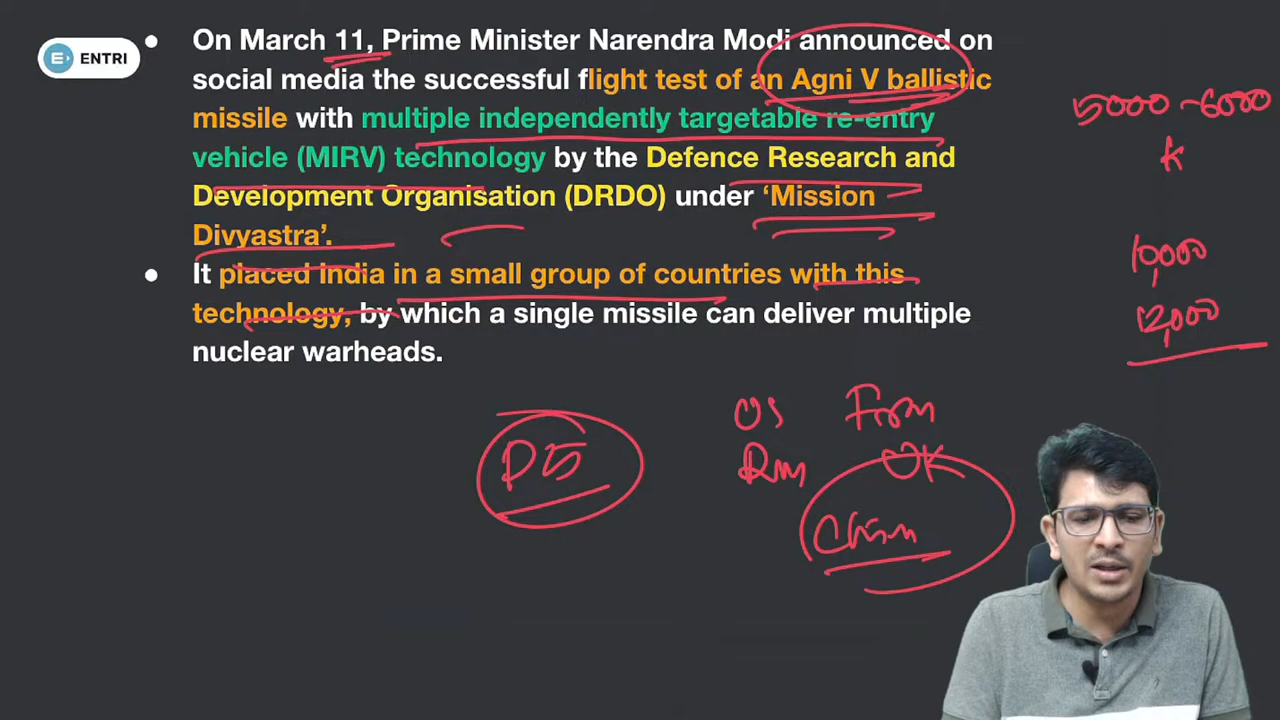 ENTRI
• On March 11, Prime Minister Narendra Modi announced on
social media the successful flight test of an Agni V ballistic
missile with multiple independently targetable re-entry
vehicle (MIRV) technology by the Defence Research and
Development Organisation (DRDO) under ‘Mission
Divyastra’.
• It placed India in a small group of countries with this
technology, by which a single missile can deliver multiple
nuclear warheads.
5000 - 6000
K
10,000
12,000
P5
US
UK